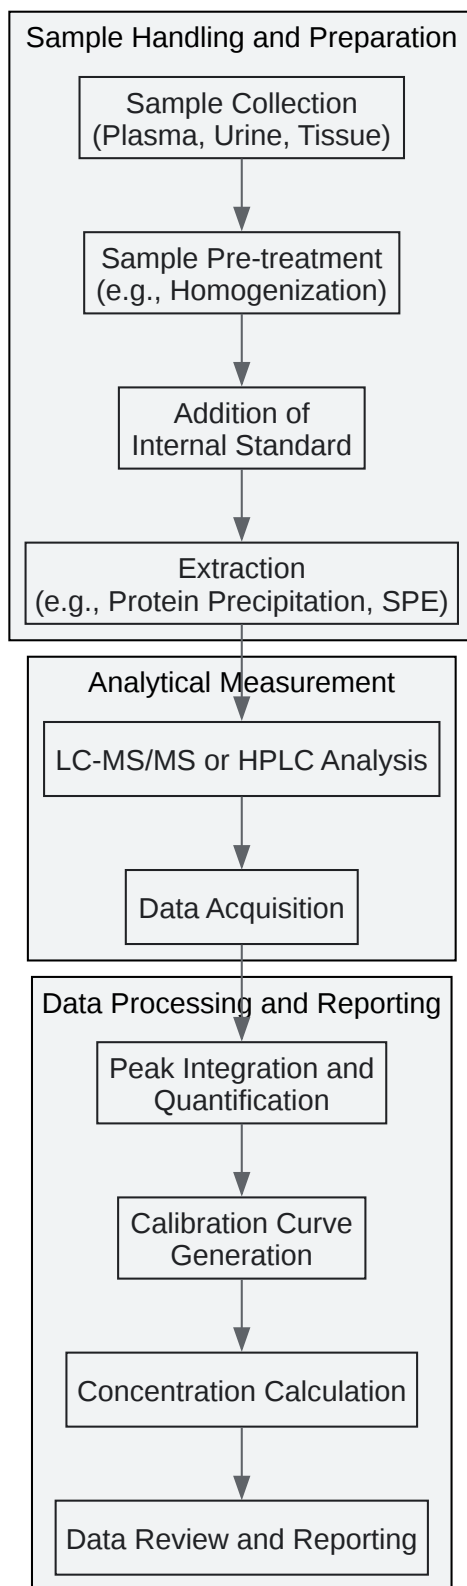 Sample Handling and Preparation
Sample Collection
(Plasma, Urine, Tissue)
Sample Pre-treatment
(e.g., Homogenization)
Addition of
Internal Standard
Extraction
(e.g., Protein Precipitation, SPE)
Analytical Measurement
LC-MS/MS or HPLC Analysis
Data Acquisition
Data Processing and Reporting
Peak Integration and
Quantification
Calibration Curve
Generation
Concentration Calculation
Data Review and Reporting